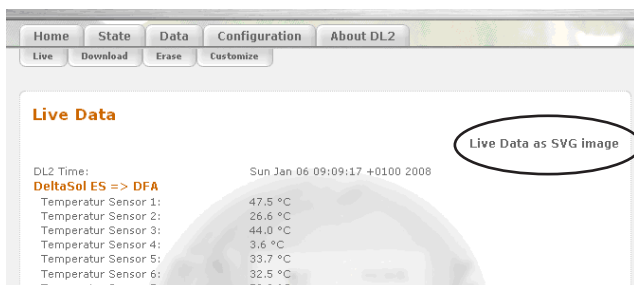 Home State Data Configuration About DL2
Live Download Erase Customize
Live Data
Live Data as SVG image
DL2 Time: Sun Jan 06 09:09:17 +0100 2008
DeltaSol ES => DFA
Temperatur Sensor 1: 47.5 °C
Temperatur Sensor 2: 26.6 °C
Temperatur Sensor 3: 44.0 °C
Temperatur Sensor 4: 3.6 °C
Temperatur Sensor 5: 33.7 °C
Temperatur Sensor 6: 32.5 °C